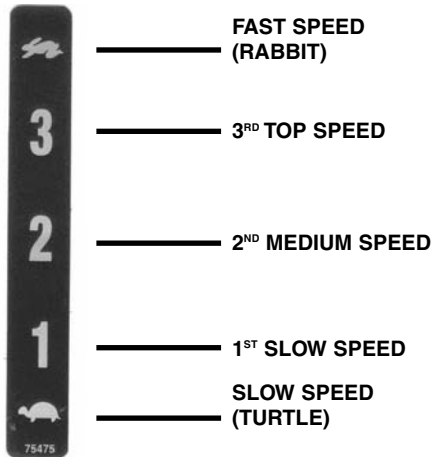 FAST SPEED
(RABBIT)
3
3RD TOP SPEED
2
2ND MEDIUM SPEED
1
1ST SLOW SPEED
SLOW SPEED
(TURTLE)
75475